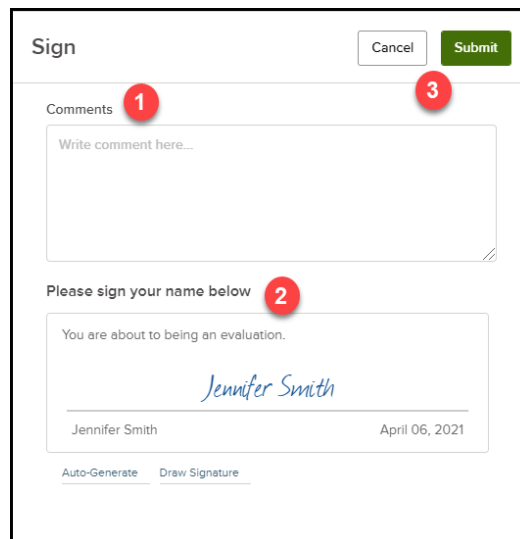 Sign
Cancel
Submit
3
Comments 1
Write comment here...
Please sign your name below 2
You are about to being an evaluation.
Jennifer Smith
Jennifer Smith April 06, 2021
Auto-Generate Draw Signature